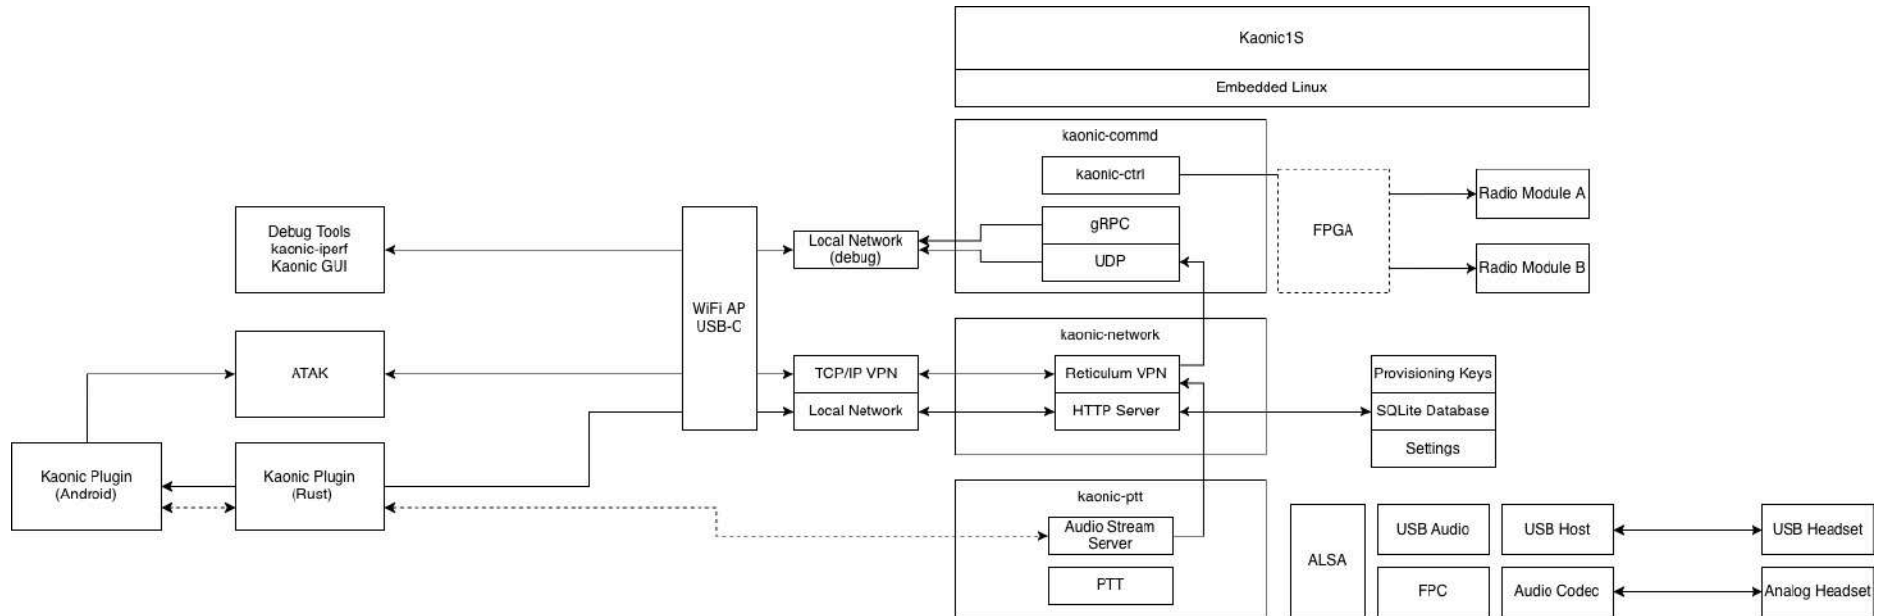 Kaonic1S
Embedded Linux
kaonic-commd
kaonic-ctrl
gRPC
UDP
FPGA
Radio Module A
Radio Module B
Debug Tools
kaonic-iperf
Kaonic GUI
WiFi AP
USB-C
Local Network
(debug)
ATAK
TCP/IP VPN
Local Network
kaonic-network
Reticulum VPN
HTTP Server
Provisioning Keys
SQLite Database
Settings
Kaonic Plugin
(Android)
Kaonic Plugin
(Rust)
kaonic-ptt
Audio Stream
Server
PTT
ALSA
USB Audio
USB Host
USB Headset
FPC
Audio Codec
Analog Headset